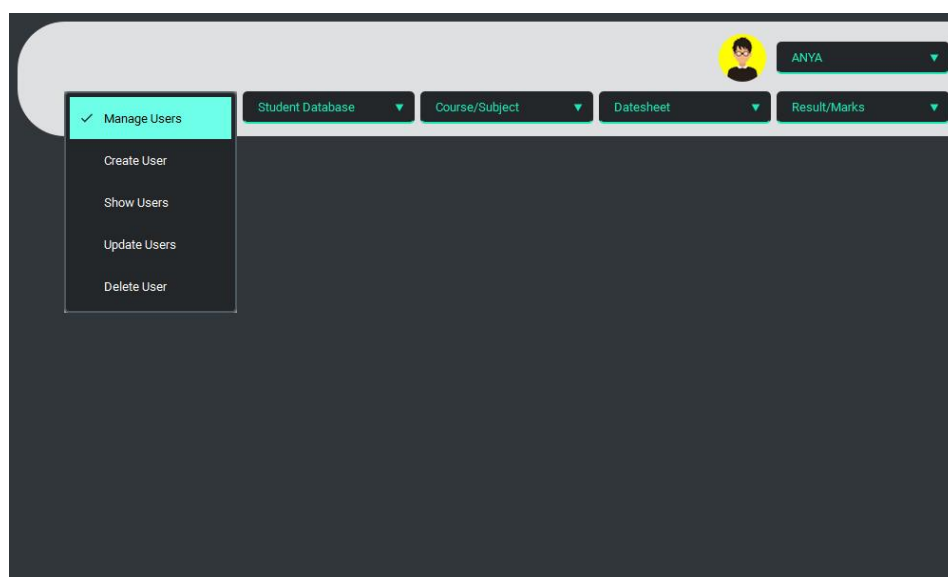 ANYA
Manage Users
Student Database
Course/Subject
Datesheet
Result/Marks
Create User
Show Users
Update Users
Delete User